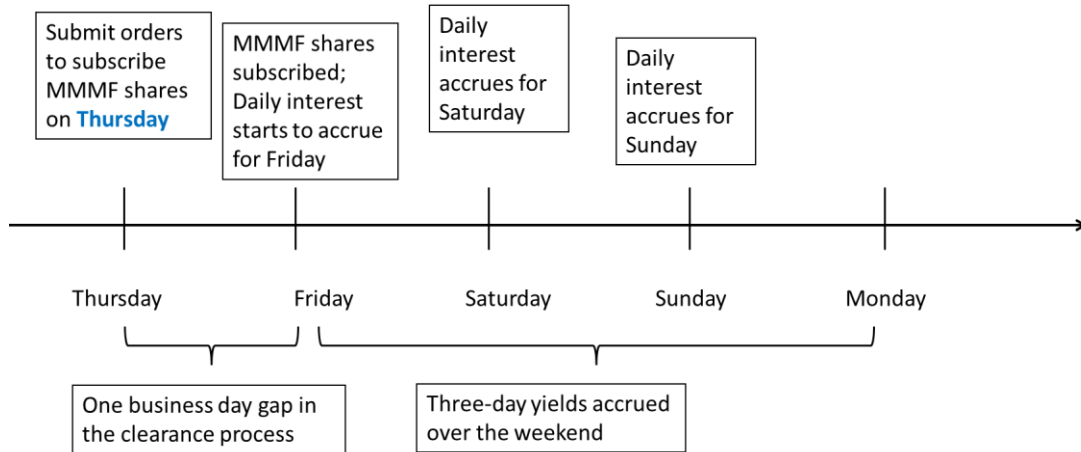 Submit orders
to subscribe
MMMF shares
on Thursday
MMMF shares
subscribed;
Daily interest
starts to accrue
for Friday
Daily
interest
accrues for
Saturday
Daily
interest
accrues for
Sunday
Thursday
Friday
Saturday
Sunday
Monday
One business day gap in
the clearance process
Three-day yields accrued
over the weekend